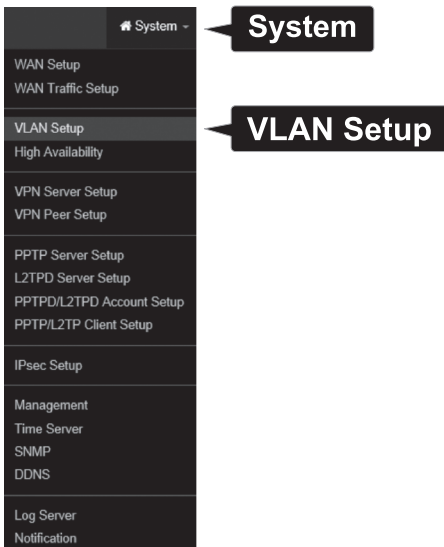 System
System
WAN Setup
WAN Traffic Setup
VLAN Setup
VLAN Setup
High Availability
VPN Server Setup
VPN Peer Setup
PPTP Server Setup
L2TPD Server Setup
PPTPD/L2TPD Account Setup
PPTP/L2TP Client Setup
IPsec Setup
Management
Time Server
SNMP
DDNS
Log Server
Notification